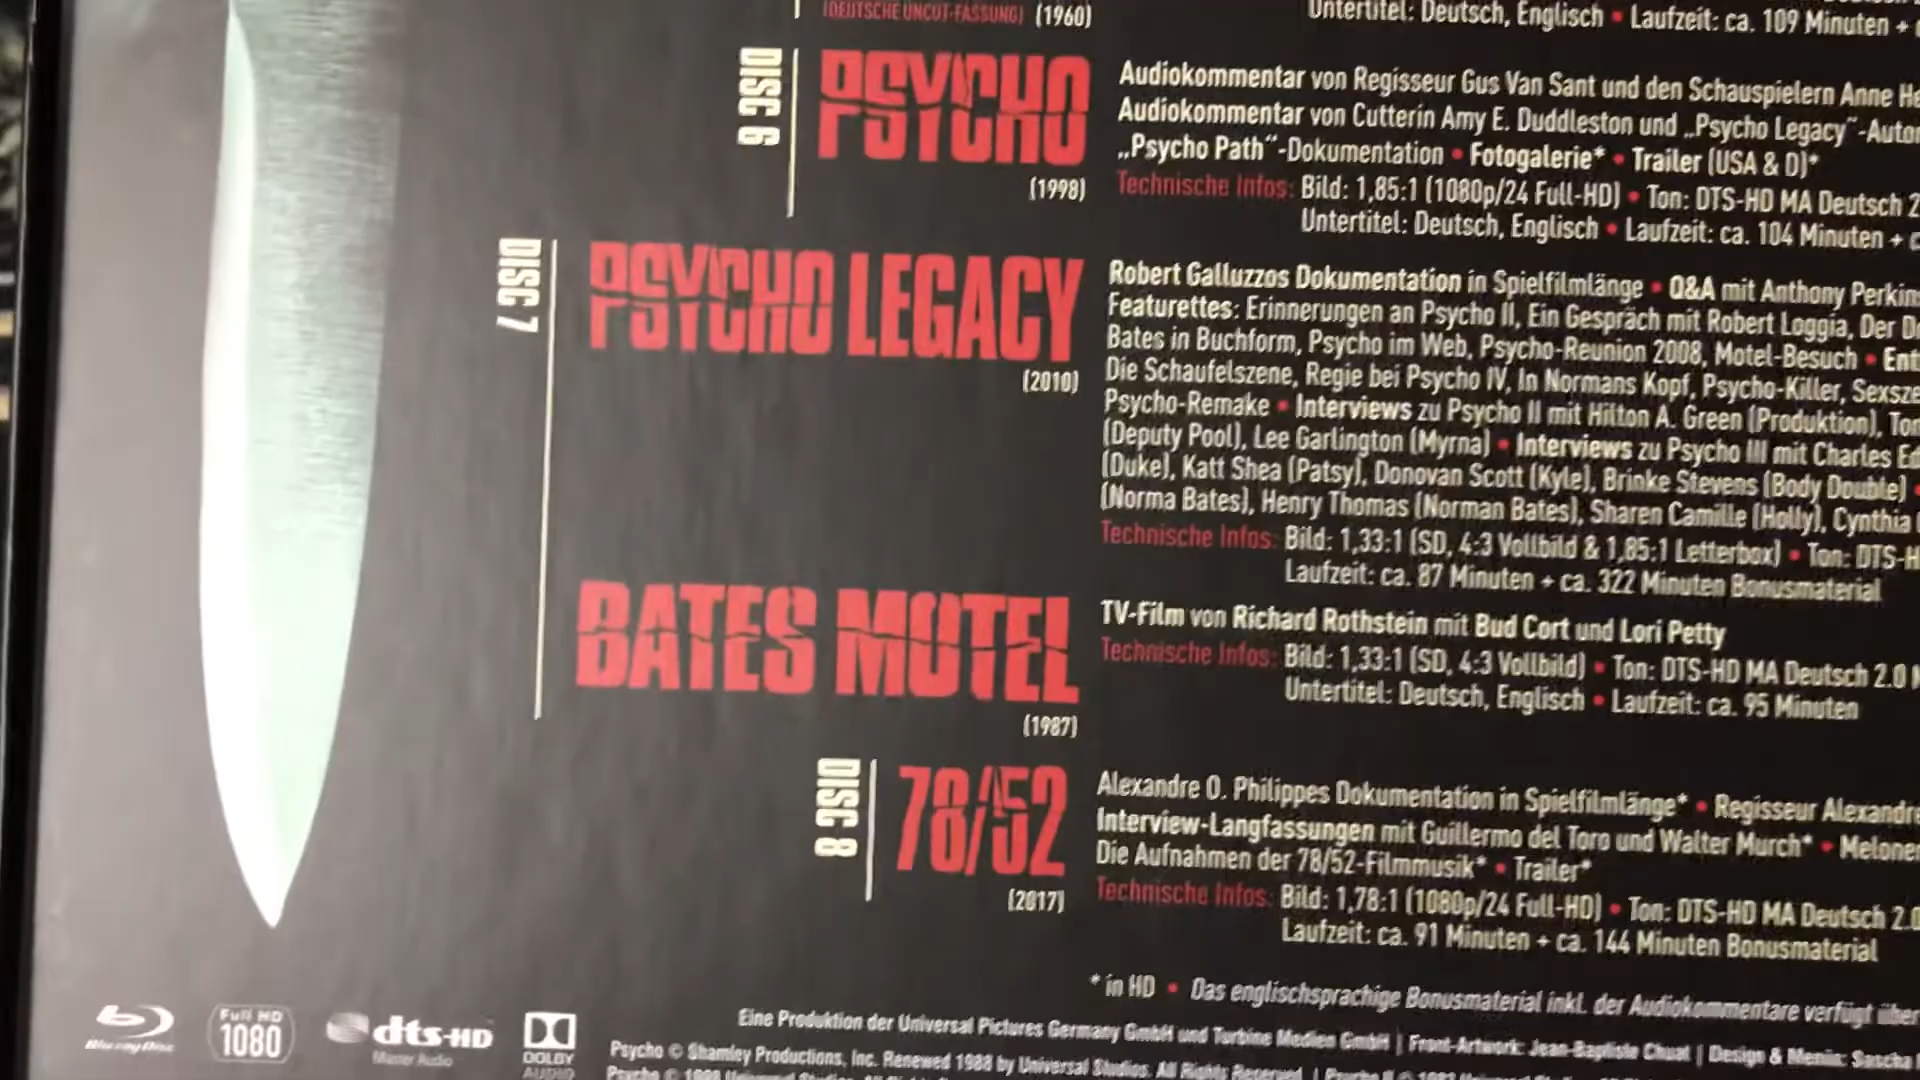 (DEUTSCHE UNCUT-FASSUNG) (1960)
Untertitel: Deutsch, Englisch • Laufzeit: ca. 109 Minuten +
DISC 6
PSYCHO
(1998)
Audiokommentar von Regisseur Gus Van Sant und den Schauspielern Anne
Audiokommentar von Cutterin Amy E. Duddleston und „Psycho Legacy“-
„Psycho Path“-Dokumentation • Fotogalerie* • Trailer (USA & D)*
Technische Infos: Bild: 1,85:1 (1080p/24 Full-HD) • Ton: DTS-HD MA Deutsch
Untertitel: Deutsch, Englisch • Laufzeit: ca. 104 Minuten +
DISC 7
PSYCHO LEGACY
(2010)
Robert Galluzzos Dokumentation in Spielfilmlänge • Q&A mit Anthony
Featurettes: Erinnerungen an Psycho II, Ein Gespräch mit Robert Loggia, Der
Bates in Buchform, Psycho im Web, Psycho-Reunion 2008, Motel-Besuch •
Die Schaufelszene, Regie bei Psycho IV, In Normans Kopf, Psycho-Killer,
Psycho-Remake • Interviews zu Psycho II mit Hilton A. Green (Produktion),
(Deputy Pool), Lee Garlington (Myrna) • Interviews zu Psycho III mit Charles
(Duke), Katt Shea (Patsy), Donovan Scott (Kyle), Brinke Stevens (Body Double) •
(Norma Bates), Henry Thomas (Norman Bates), Sharen Camille (Holly), Cynthia
Technische Infos: Bild: 1,33:1 (SD, 4:3 Vollbild & 1,85:1 Letterbox) • Ton: DTS-H
Laufzeit: ca. 87 Minuten + ca. 322 Minuten Bonusmaterial
BATES MOTEL
(1987)
TV-Film von Richard Rothstein mit Bud Cort und Lori Petty
Technische Infos: Bild: 1,33:1 (SD, 4:3 Vollbild) • Ton: DTS-HD MA Deutsch 2.0
Untertitel: Deutsch, Englisch • Laufzeit: ca. 95 Minuten
DISC 8
78/52
(2017)
Alexandre O. Philippes Dokumentation in Spielfilmlänge* • Regisseur Alexandre
Interview-Langfassungen mit Guillermo del Toro und Walter Murch* •
Die Aufnahmen der 78/52-Filmmusik* • Trailer*
Technische Infos: Bild: 1,78:1 (1080p/24 Full-HD) • Ton: DTS-HD MA Deutsch 2.0
Laufzeit: ca. 91 Minuten + ca. 144 Minuten Bonusmaterial
* in HD • Das englischsprachige Bonusmaterial inkl. der Audiokommentare verfügt über
Blu-ray Disc
Full HD
1080
dts-HD
Master Audio
DOLBY
AUDIO
Eine Produktion der Universal Pictures Germany GmbH und Turbine Medien GmbH | Front-Artwork: Jean-Baptiste Chuat | Design & Menüs: Sascha
Psycho © Shamley Productions, Inc. Renewed 1988 by Universal Studios. All Rights Reserved. |